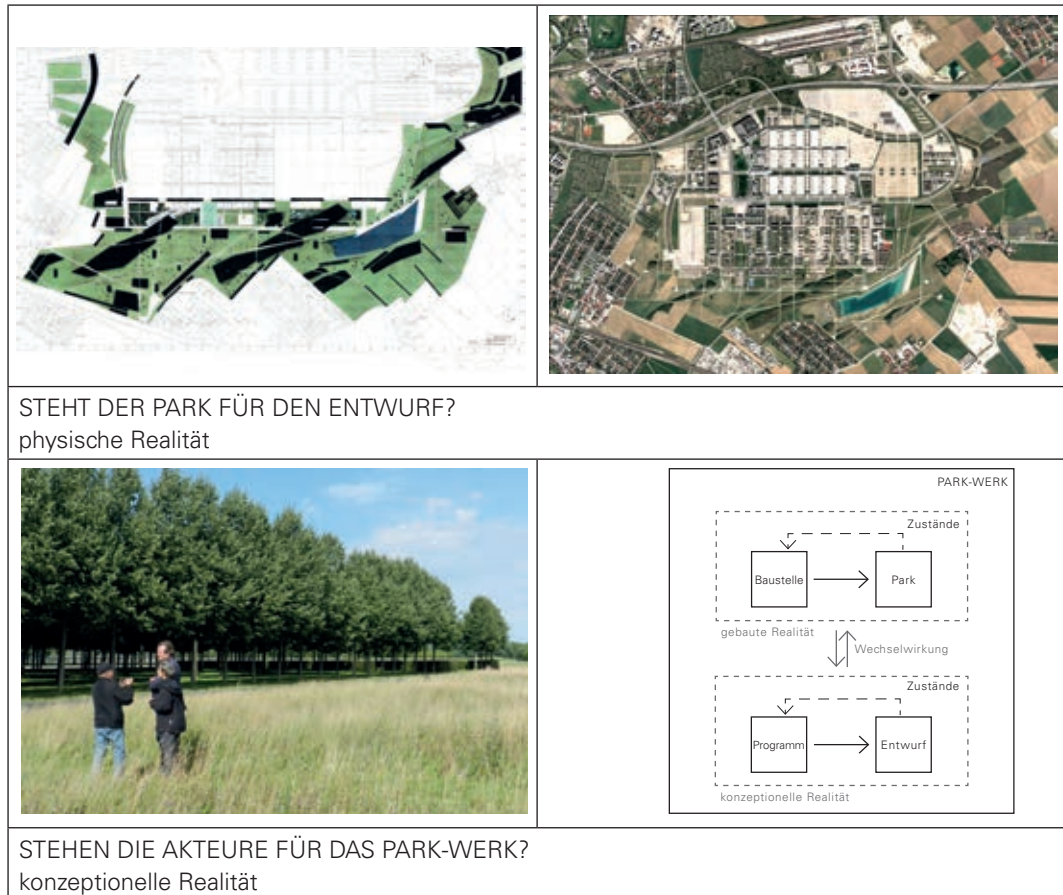 STEHT DER PARK FÜR DEN ENTWURF?
physische Realität
PARK-WERK
Zustände
Baustelle
Park
gebaute Realität
Wechselwirkung
Zustände
Programm
Entwurf
konzeptionelle Realität
STEHEN DIE AKTEURE FÜR DAS PARK-WERK?
konzeptionelle Realität